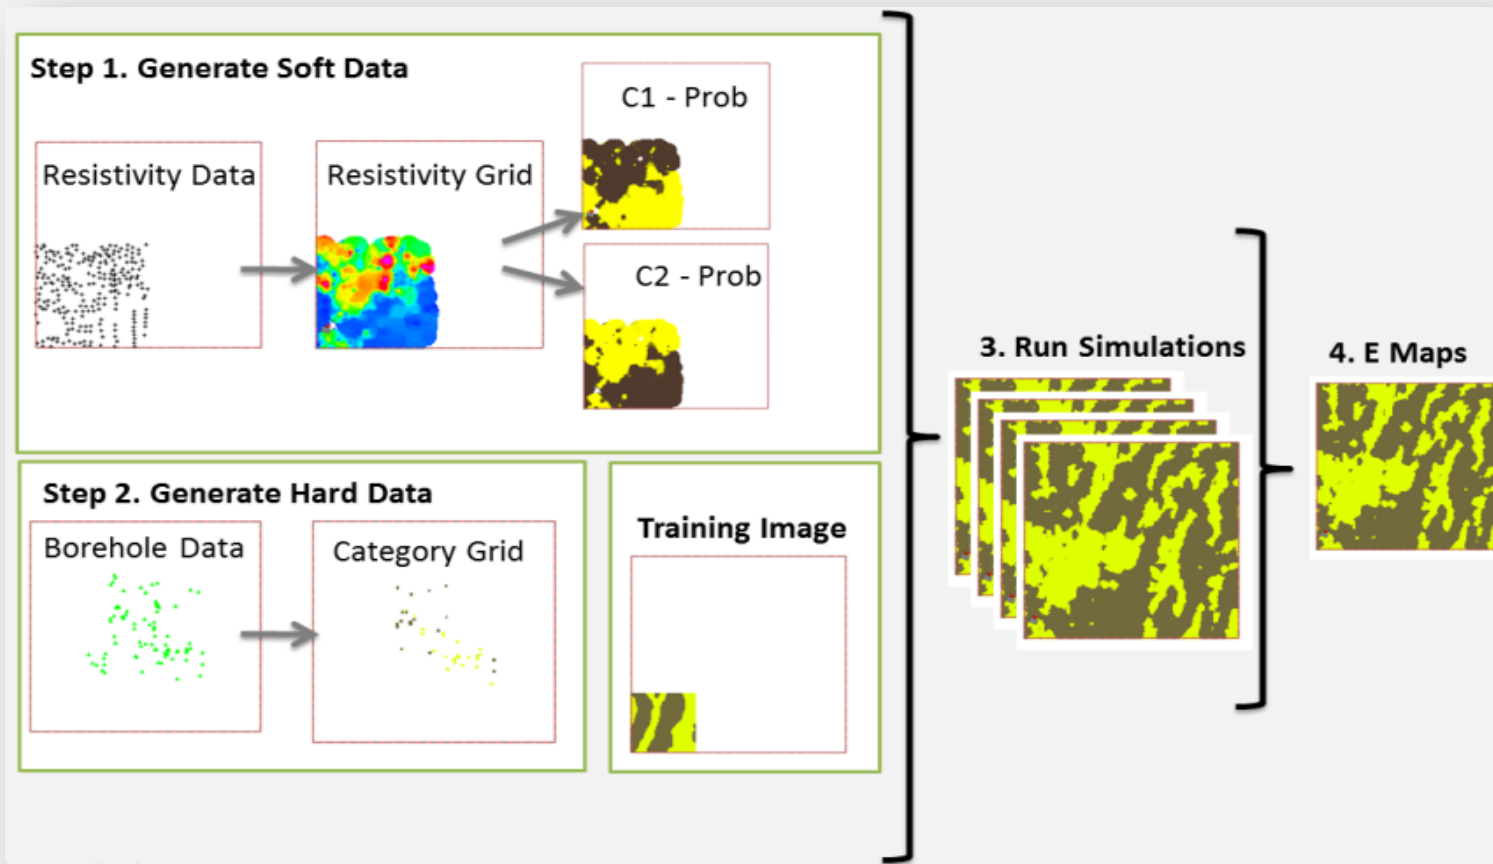 Step 1. Generate Soft Data
C1 - Prob
Resistivity Data
Resistivity Grid
C2 - Prob
3. Run Simulations
4. E Maps
Step 2. Generate Hard Data
Borehole Data
Category Grid
Training Image